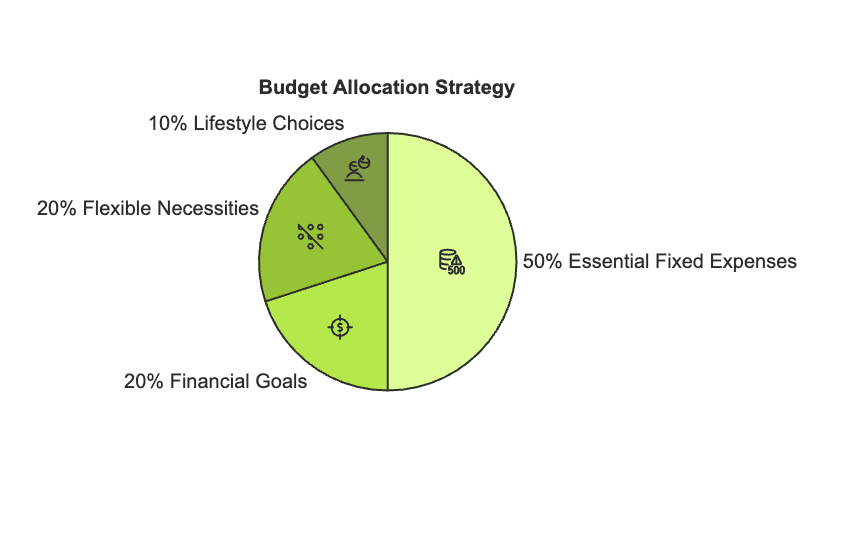 Budget Allocation Strategy
10% Lifestyle Choices
20% Flexible Necessities
$
500
50% Essential Fixed Expenses
20% Financial Goals